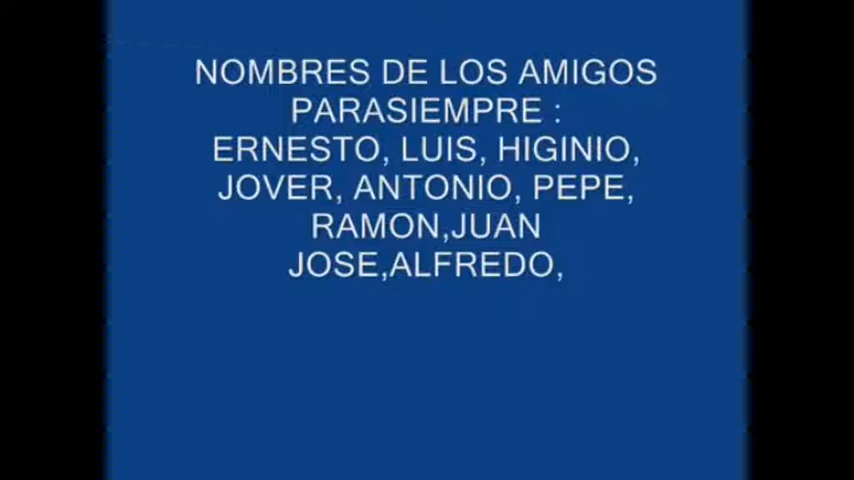 NOMBRES DE LOS AMIGOS
PARASIEMPRE :
ERNESTO, LUIS, HIGINIO,
JOVER, ANTONIO, PEPE,
RAMON,JUAN
JOSE,ALFREDO,